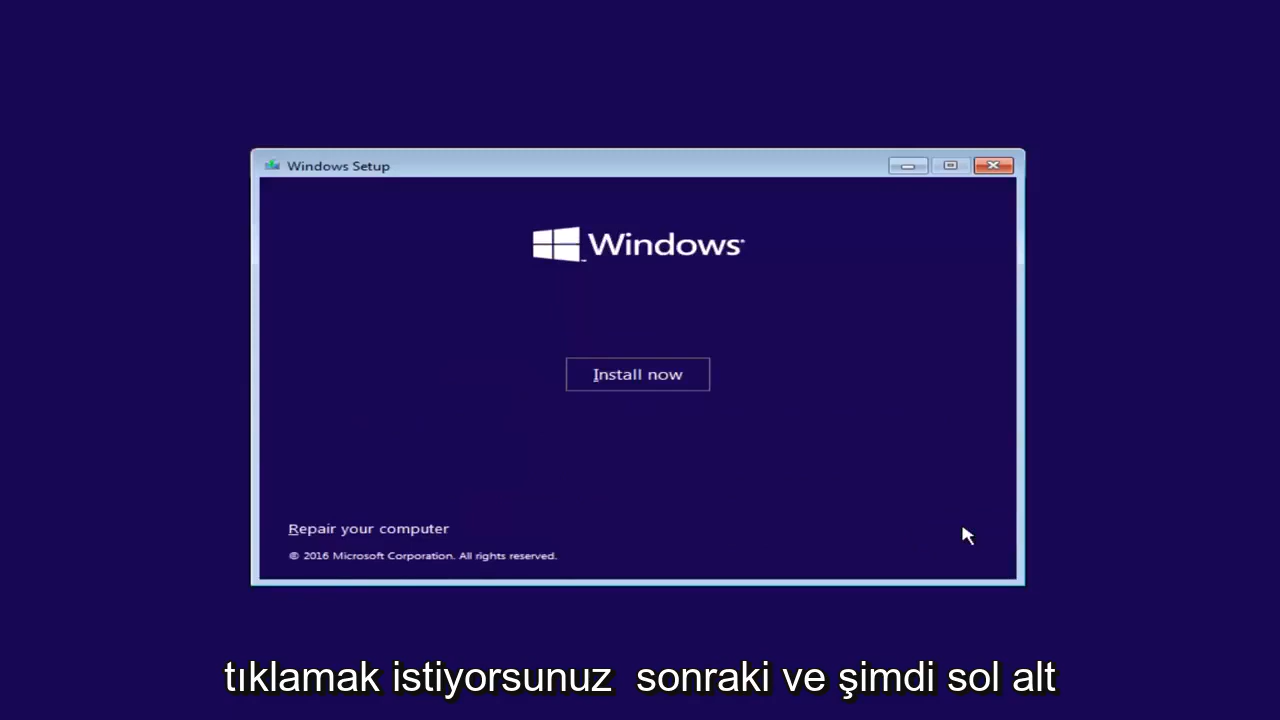 Windows Setup
Windows
Install now
Repair your computer
© 2016 Microsoft Corporation. All rights reserved.
tıklamak istiyorsunuz sonraki ve şimdi sol alt